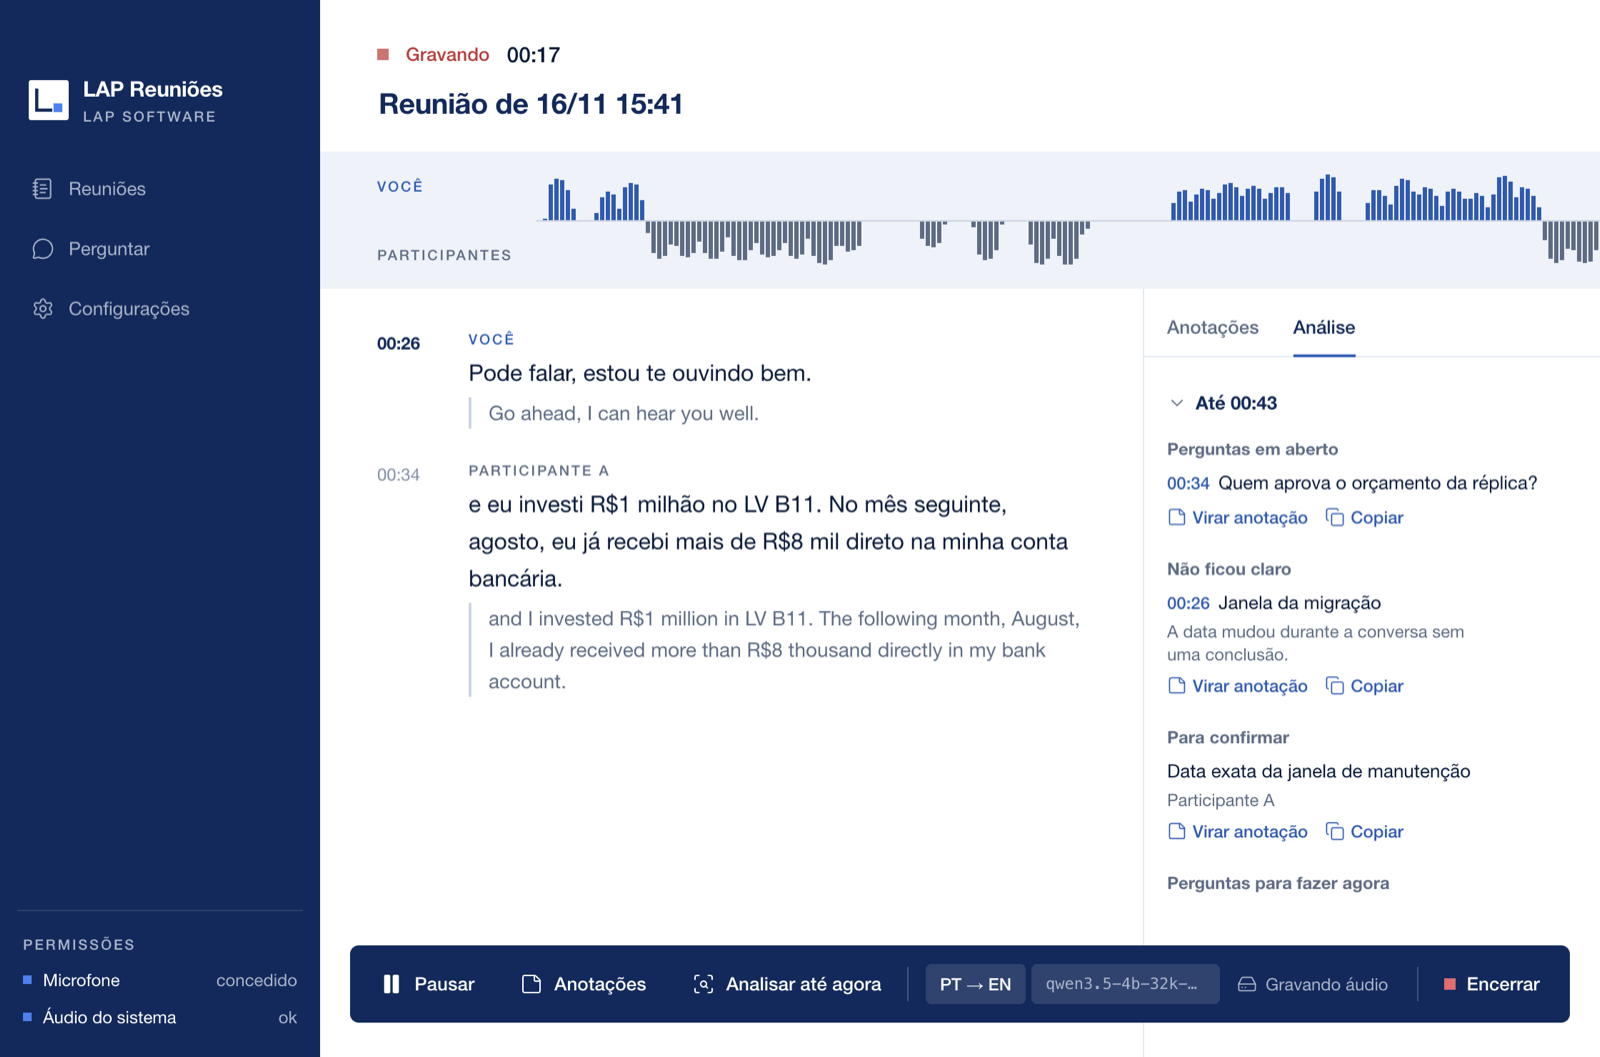 LAP Reuniões
LAP SOFTWARE
Reuniões
Perguntar
Configurações
PERMISSÕES
Microfone concedido
Áudio do sistema ok
Gravando 00:17
Reunião de 16/11 15:41
VOCÊ
PARTICIPANTES
00:26 VOCÊ
Pode falar, estou te ouvindo bem.
Go ahead, I can hear you well.
00:34 PARTICIPANTE A
e eu investi R$1 milhão no LV B11. No mês seguinte,
agosto, eu já recebi mais de R$8 mil direto na minha conta
bancária.
and I invested R$1 million in LV B11. The following month, August,
I already received more than R$8 thousand directly in my bank
account.
Anotações Análise
Até 00:43
Perguntas em aberto
00:34 Quem aprova o orçamento da réplica?
Virar anotação Copiar
Não ficou claro
00:26 Janela da migração
A data mudou durante a conversa sem
uma conclusão.
Virar anotação Copiar
Para confirmar
Data exata da janela de manutenção
Participante A
Virar anotação Copiar
Perguntas para fazer agora
Pausar Anotações Analisar até agora PT → EN qwen3.5-4b-32k-… Gravando áudio Encerrar